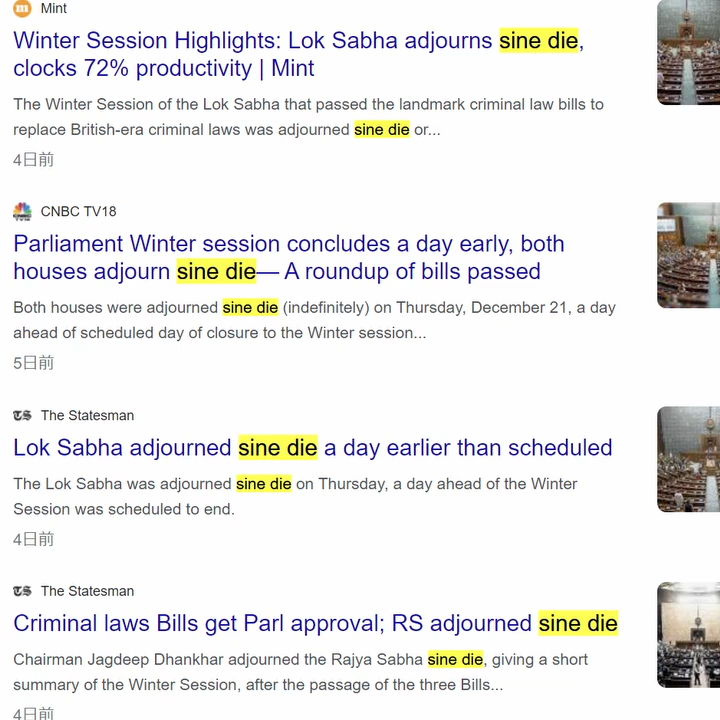 Mint
Winter Session Highlights: Lok Sabha adjourns sine die,
clocks 72% productivity | Mint
The Winter Session of the Lok Sabha that passed the landmark criminal law bills to
replace British-era criminal laws was adjourned sine die or...
4日前
CNBC TV18
Parliament Winter session concludes a day early, both
houses adjourn sine die— A roundup of bills passed
Both houses were adjourned sine die (indefinitely) on Thursday, December 21, a day
ahead of scheduled day of closure to the Winter session...
5日前
The Statesman
Lok Sabha adjourned sine die a day earlier than scheduled
The Lok Sabha was adjourned sine die on Thursday, a day ahead of the Winter
Session was scheduled to end.
4日前
The Statesman
Criminal laws Bills get Parl approval; RS adjourned sine die
Chairman Jagdeep Dhankhar adjourned the Rajya Sabha sine die, giving a short
summary of the Winter Session, after the passage of the three Bills...
4日前